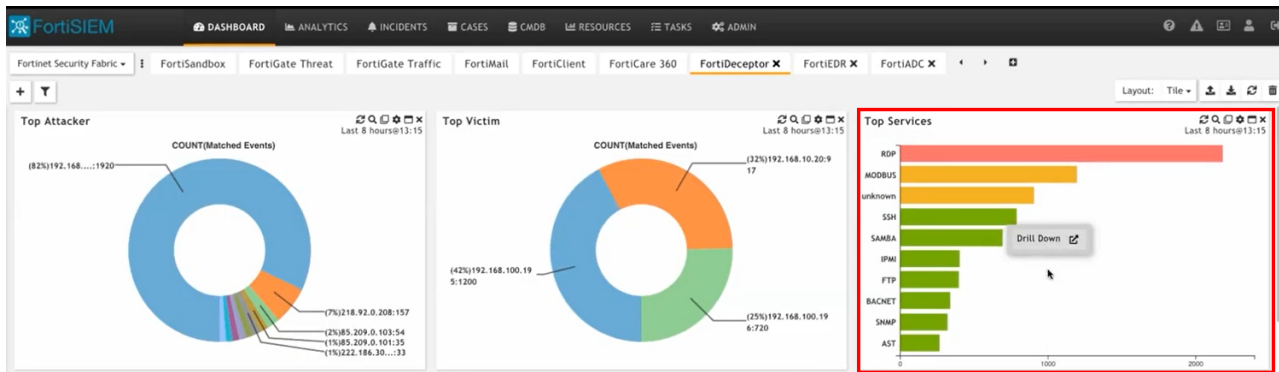 FortiSIEM
DASHBOARD ANALYTICS INCIDENTS CASES CMDB RESOURCES TASKS ADMIN
Fortinet Security Fabric FortiSandbox FortiGate Threat FortiGate Traffic FortiMail FortiClient FortiCare 360 FortiDeceptor FortiEDR FortiADC
Layout: Tile
Top Attacker
Last 8 hours@13:15
COUNT(Matched Events)
(82%)192.168....:1920
(7%)218.92.0.208:157
(2%)85.209.0.103:54
(1%)85.209.0.101:35
(1%)222.186.30...:33
Top Victim
Last 8 hours@13:15
COUNT(Matched Events)
(32%)192.168.10.20:9
17
(42%)192.168.100.19
5:1200
(25%)192.168.100.19
6:720
Top Services
Last 8 hours@13:15
RDP
MODBUS
unknown
SSH
SAMBA
Drill Down
IPMI
FTP
BACNET
SNMP
AST
0 1000 2000